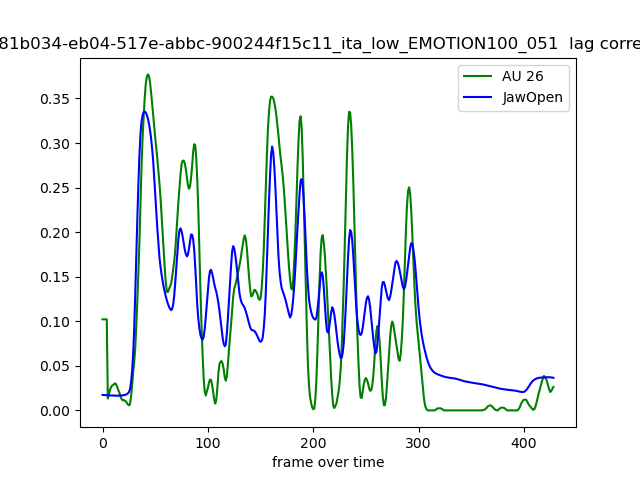 81b034-eb04-517e-abbc-900244f15c11_ita_low_EMOTION100_051 lag corre
AU 26
JawOpen
0.35
0.30
0.25
0.20
0.15
0.10
0.05
0.00
0 100 200 300 400
frame over time